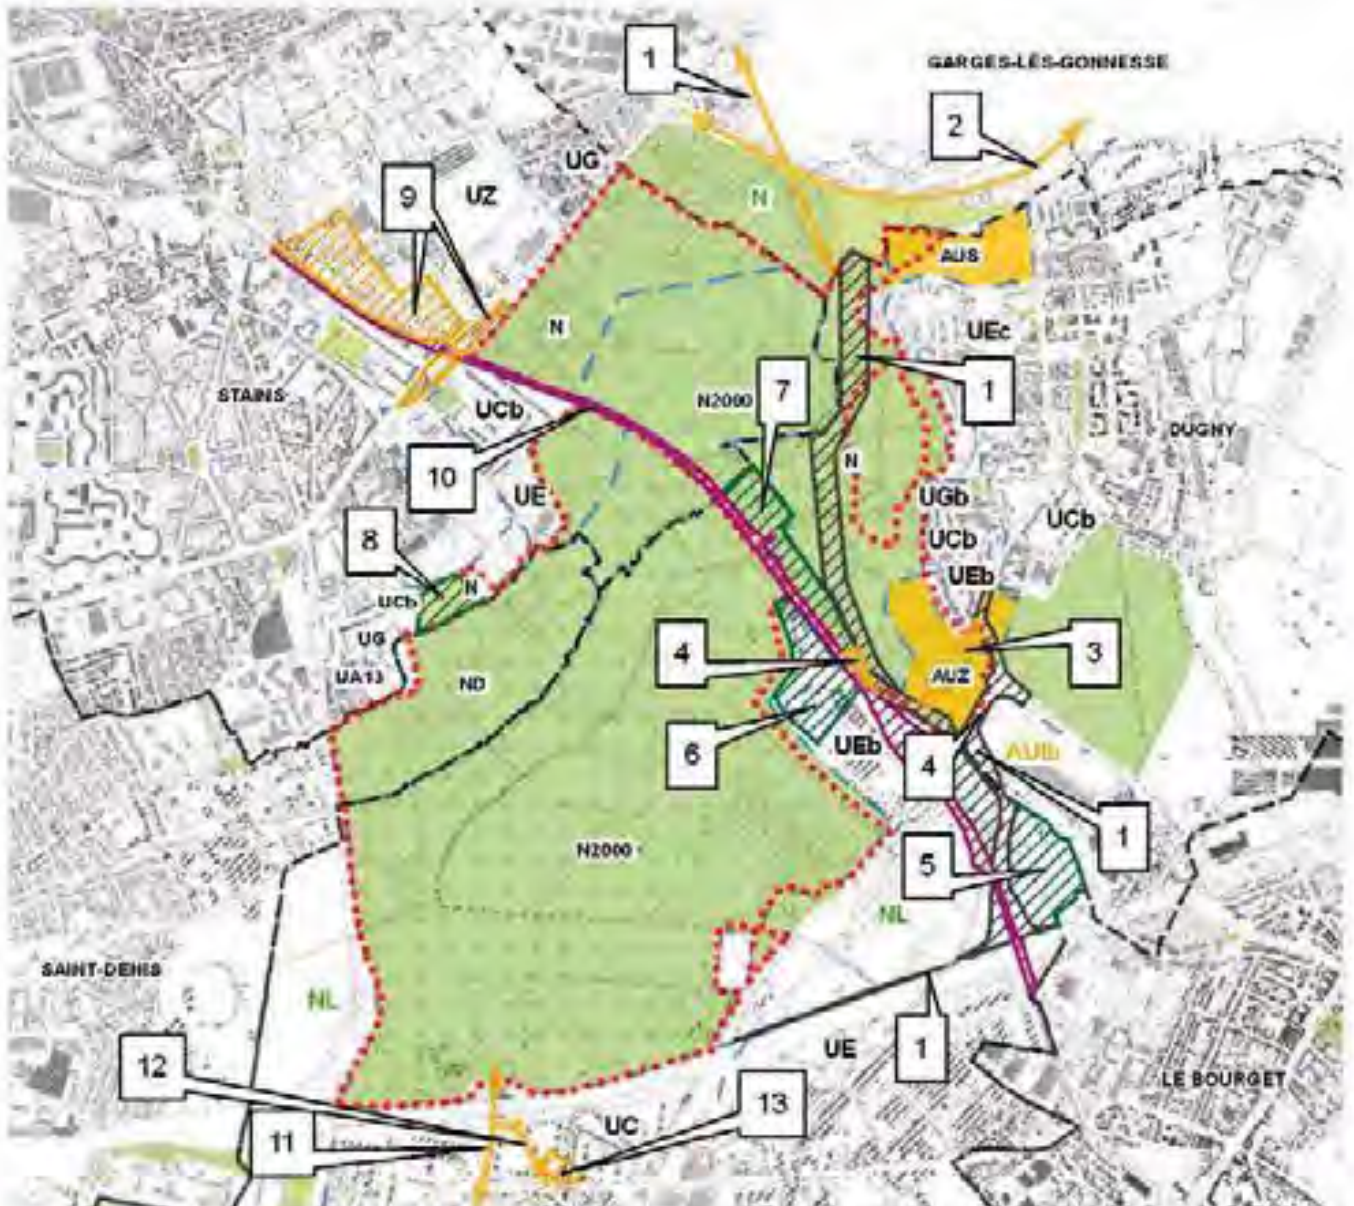 1
GARGES-LÈS-GONNESSE
2
UG
9
UZ
N
AUS
N
UEc
7
1
STAINS
N2000
UCb
DUGNY
10
N
UE
UGb
8
UCb
UCb
N
UEb
UCb
UG
4
3
UA13
ND
AUZ
6
UEb
4
AUb
1
N2000
5
NL
SAINT-DENIS
NL
12
UE
1
LE BOURGET
13
11
UC